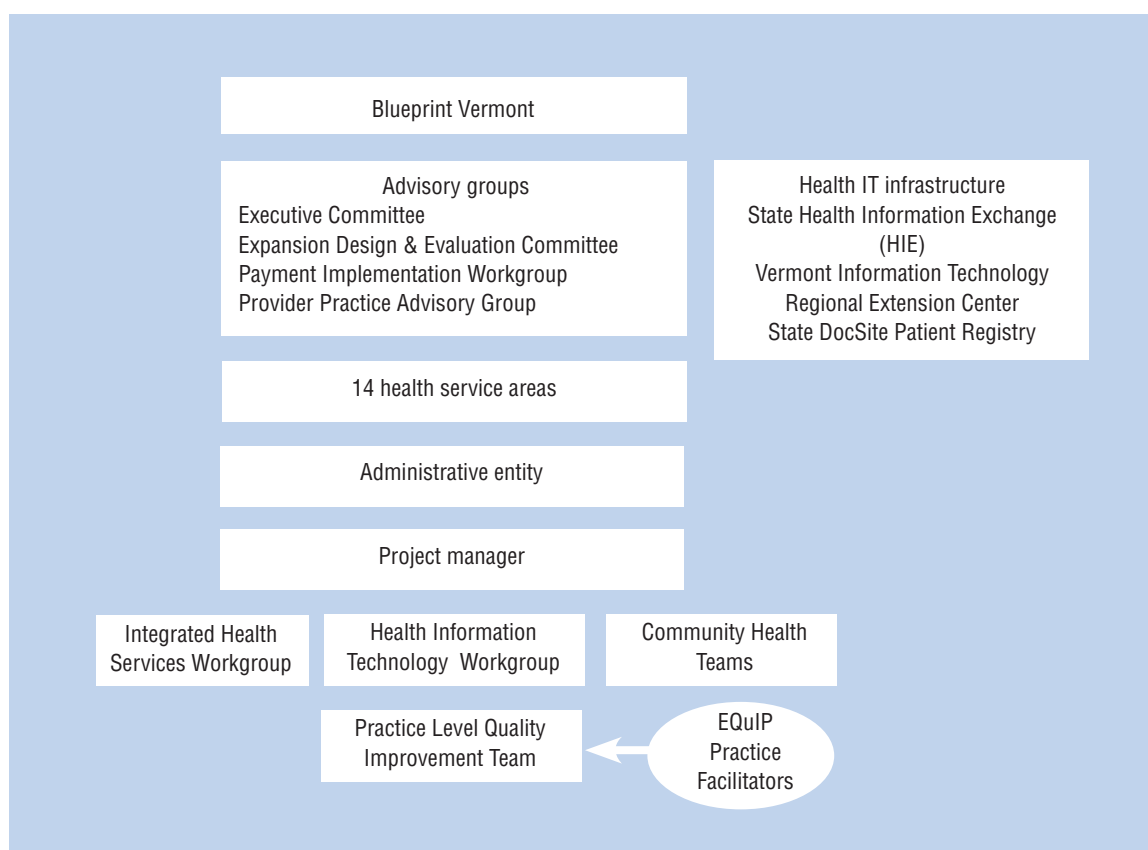 Blueprint Vermont
Advisory groups
Executive Committee
Expansion Design & Evaluation Committee
Payment Implementation Workgroup
Provider Practice Advisory Group
Health IT infrastructure
State Health Information Exchange
(HIE)
Vermont Information Technology
Regional Extension Center
State DocSite Patient Registry
14 health service areas
Administrative entity
Project manager
Integrated Health
Services Workgroup
Health Information
Technology Workgroup
Community Health
Teams
Practice Level Quality
Improvement Team
EQuIP
Practice
Facilitators